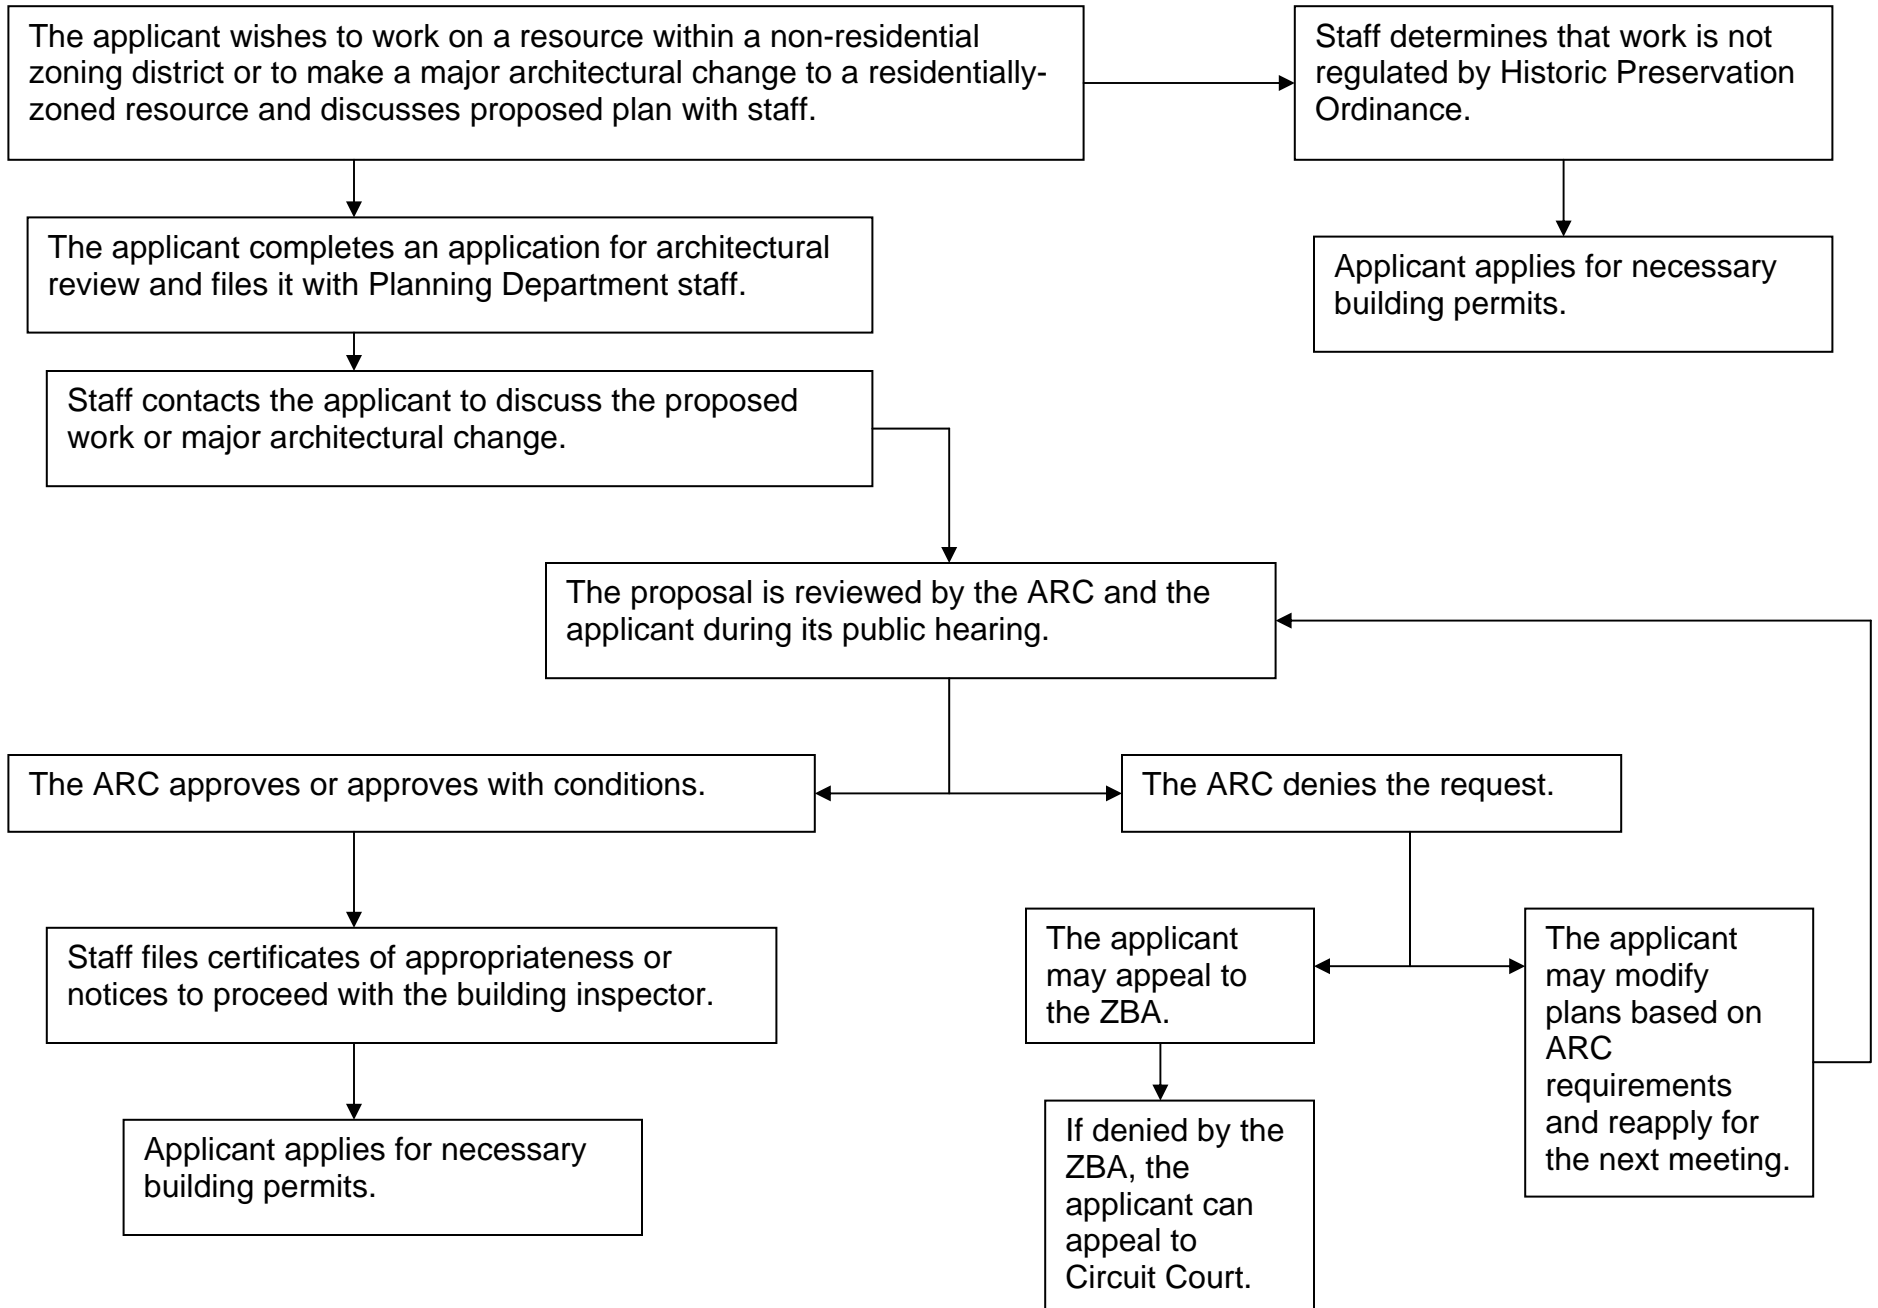 The applicant wishes to work on a resource within a non-residential
zoning district or to make a major architectural change to a residentially-
zoned resource and discusses proposed plan with staff.
Staff determines that work is not
regulated by Historic Preservation
Ordinance.
The applicant completes an application for architectural
review and files it with Planning Department staff.
Applicant applies for necessary
building permits.
Staff contacts the applicant to discuss the proposed
work or major architectural change.
The proposal is reviewed by the ARC and the
applicant during its public hearing.
The ARC approves or approves with conditions.
The ARC denies the request.
Staff files certificates of appropriateness or
notices to proceed with the building inspector.
Applicant applies for necessary
building permits.
The applicant
may appeal to
the ZBA.
If denied by the
ZBA, the
applicant can
appeal to
Circuit Court.
The applicant
may modify
plans based on
ARC
requirements
and reapply for
the next meeting.